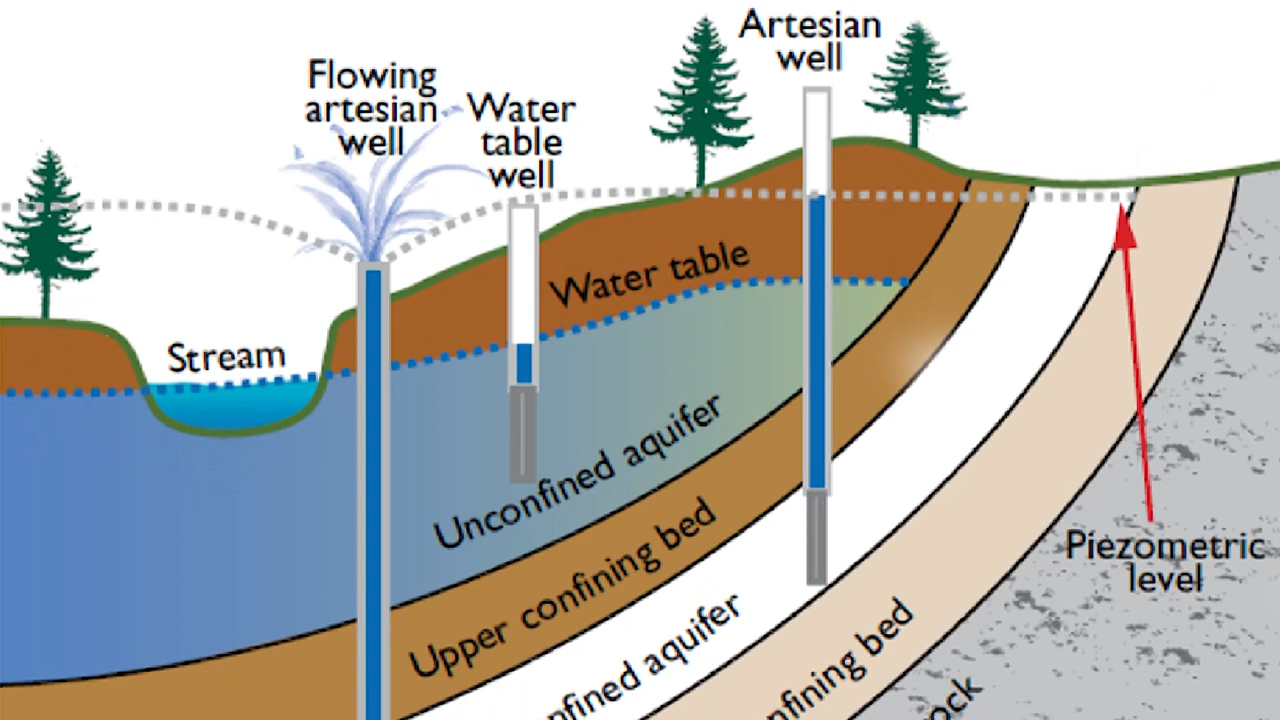 Artesian
well
Flowing
artesian
well
Water
table
well
Water table
Stream
Unconfined aquifer
Upper confining bed
nfined aquifer
nfining bed
ock
Piezometric
level